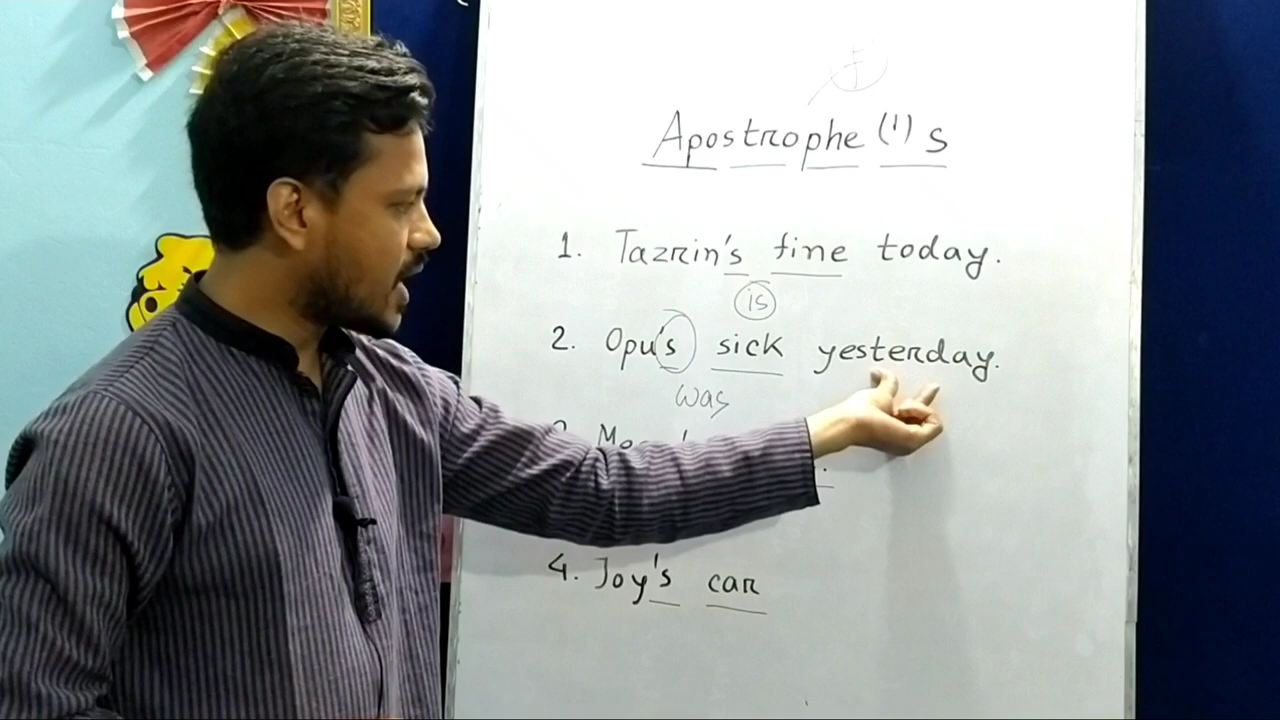 Apostrophe (') s
1. Tazrin's fine today.
is
2. Opu's sick yesterday.
was
4. Joy's car